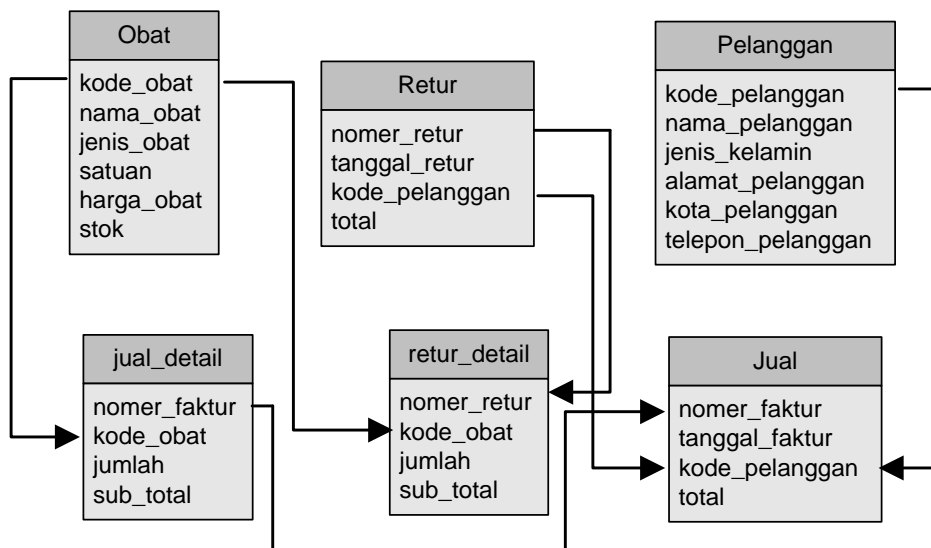 Obat
kode_obat
nama_obat
jenis_obat
satuan
harga_obat
stok
Retur
nomer_retur
tanggal_retur
kode_pelanggan
total
Pelanggan
kode_pelanggan
nama_pelanggan
jenis_kelamin
alamat_pelanggan
kota_pelanggan
telepon_pelanggan
jual_detail
nomer_faktur
kode_obat
jumlah
sub_total
retur_detail
nomer_retur
kode_obat
jumlah
sub_total
Jual
nomer_faktur
tanggal_faktur
kode_pelanggan
total